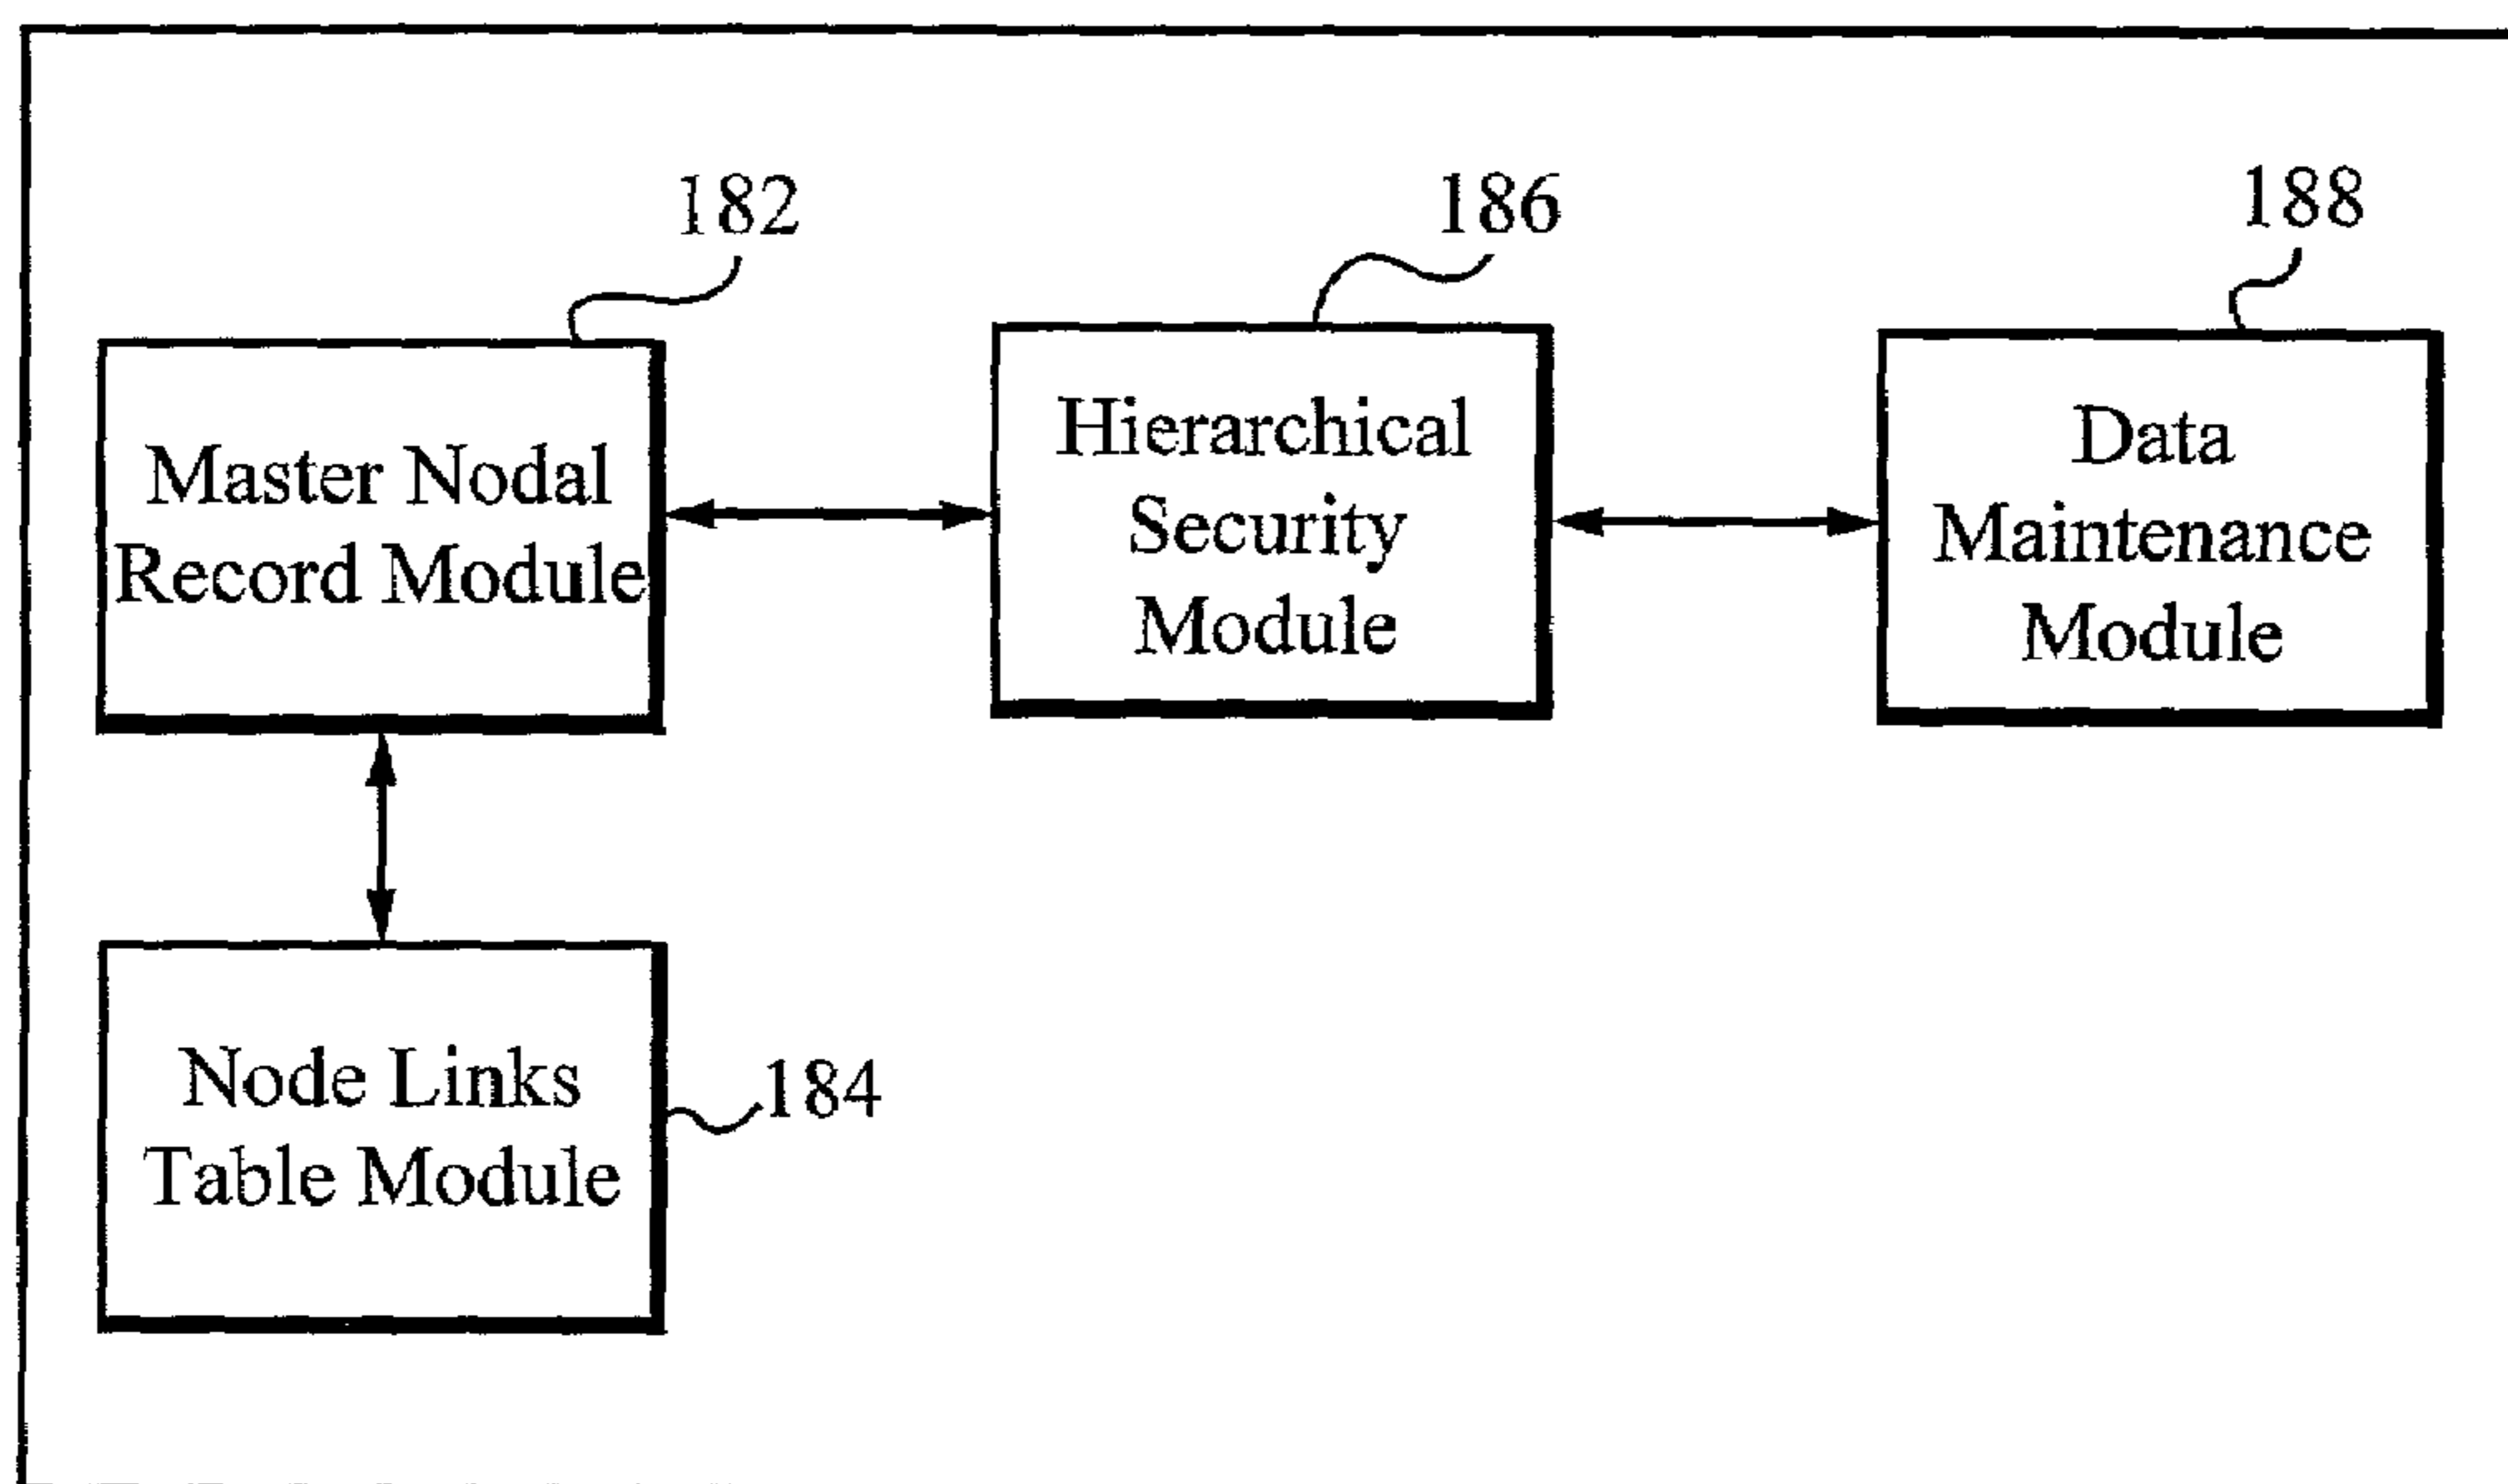 182
186
188
Master Nodal
Record Module
Hierarchical
Security
Module
Data
Maintenance
Module
Node Links
Table Module
184